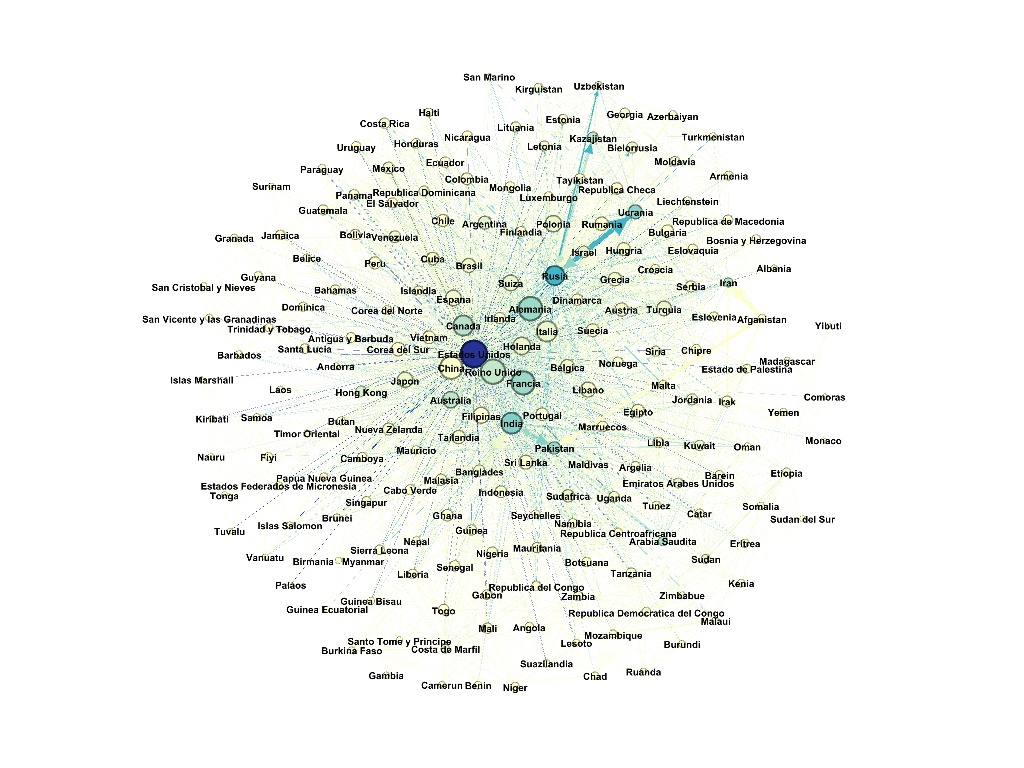 San Marino
Kirguistan
Uzbekistan
Haiti
Georgia
Azerbaiyan
Costa Rica
Lituania
Estonia
Uruguay
Honduras
Nicaragua
Letonia
Kazajistan
Bielorrusia
Turkmenistan
Paraguay
Mexico
Ecuador
Moldavia
Surinam
Panama
Republica Dominicana
Colombia
Mongolia
Tayikistan
Republica Checa
Armenia
El Salvador
Luxemburgo
Liechtenstein
Guatemala
Chile
Argentina
Finlandia
Polonia
Rumania
Ucrania
Republica de Macedonia
Granada
Jamaica
Bolivia
Venezuela
Bulgaria
Bosnia y Herzegovina
Belice
Peru
Cuba
Brasil
Israel
Hungria
Eslovaquia
Guyana
Suiza
Rusia
Grecia
Croacia
Albania
San Cristobal y Nieves
Bahamas
Islandia
España
Serbia
Iran
Dominica
Corea del Norte
Irlanda
Alemania
Dinamarca
Austria
Turquia
San Vicente y las Granadinas
Trinidad y Tobago
Canada
Italia
Suecia
Eslovenia
Afganistan
Yibuti
Antigua y Barbuda
Vietnam
Santa Lucia
Corea del Sur
Holanda
Barbados
Estados Unidos
Siria
Chipre
Andorra
China
Reino Unido
Belgica
Noruega
Madagascar
Estado de Palestina
Islas Marshall
Japon
Francia
Laos
Hong Kong
Australia
Libano
Malta
Jordania
Irak
Comoras
Kiribati
Samoa
Butan
Filipinas
India
Portugal
Egipto
Yemen
Timor Oriental
Nueva Zelanda
Tailandia
Marruecos
Libia
Kuwait
Oman
Monaco
Nauru
Fiyi
Camboya
Mauricio
Pakistan
Sri Lanka
Maldivas
Argelia
Papua Nueva Guinea
Malasia
Banglades
Barein
Etiopia
Estados Federados de Micronesia
Tonga
Cabo Verde
Indonesia
Sudafrica
Uganda
Emiratos Arabes Unidos
Singapur
Tunez
Catar
Somalia
Tuvalu
Islas Salomon
Brunei
Ghana
Seychelles
Namibia
Sudan del Sur
Guinea
Republica Centroafricana
Arabia Saudita
Nepal
Eritrea
Vanuatu
Birmania - Myanmar
Sierra Leona
Nigeria
Mauritania
Botsuana
Sudan
Palaos
Liberia
Senegal
Tanzania
Kenia
Guinea Bisau
Gabon
Republica del Congo
Zambia
Zimbabue
Guinea Ecuatorial
Togo
Republica Democratica del Congo
Malaui
Mali
Angola
Santo Tome y Principe
Burkina Faso
Costa de Marfil
Lesoto
Mozambique
Burundi
Suazilandia
Gambia
Camerun
Benin
Niger
Chad
Ruanda